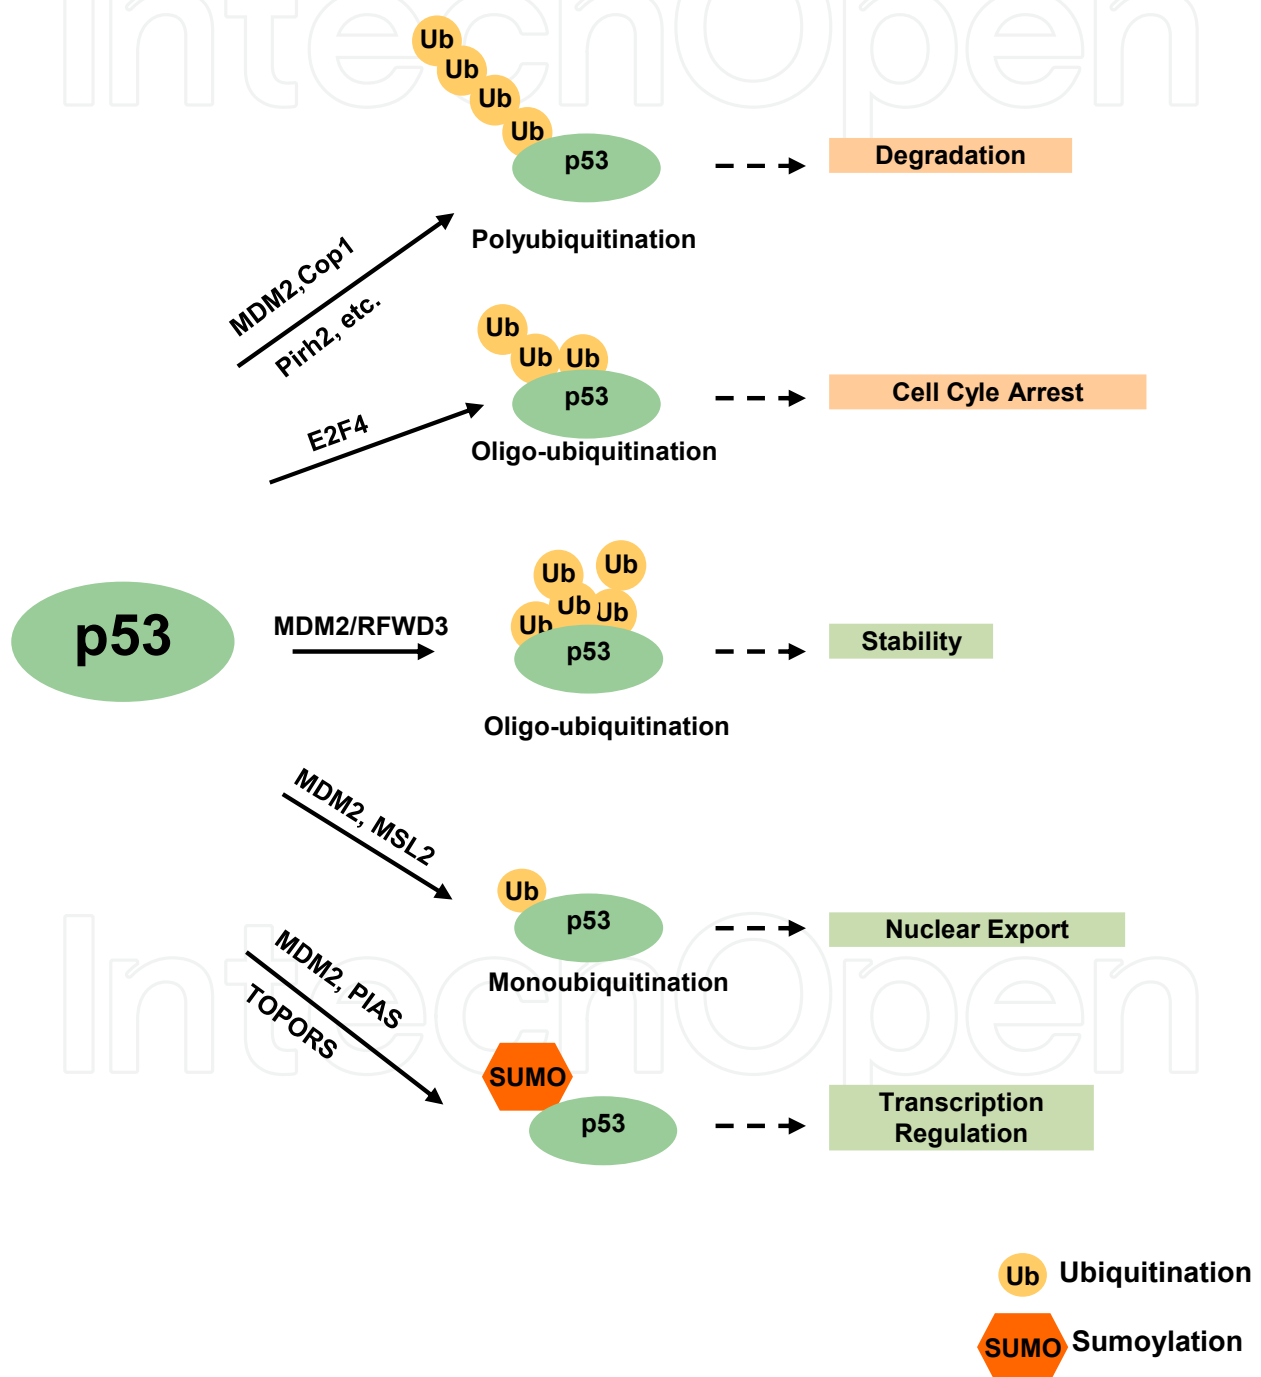 IntechOpen
Ub
Ub
Ub
Ub
p53
Degradation
Polyubiquitination
MDM2,Cop1
Pirh2, etc.
Ub
Ub Ub
p53
Cell Cyle Arrest
E2F4
Oligo-ubiquitination
Ub
Ub
Ub
Ub
Ub
p53
MDM2/RFWD3
p53
Stability
Oligo-ubiquitination
MDM2, MSL2
Ub
p53
Nuclear Export
Monoubiquitination
MDM2, PIAS
TOPORS
IntechOpen
SUMO
p53
Transcription
Regulation
Ub Ubiquitination
SUMO Sumoylation